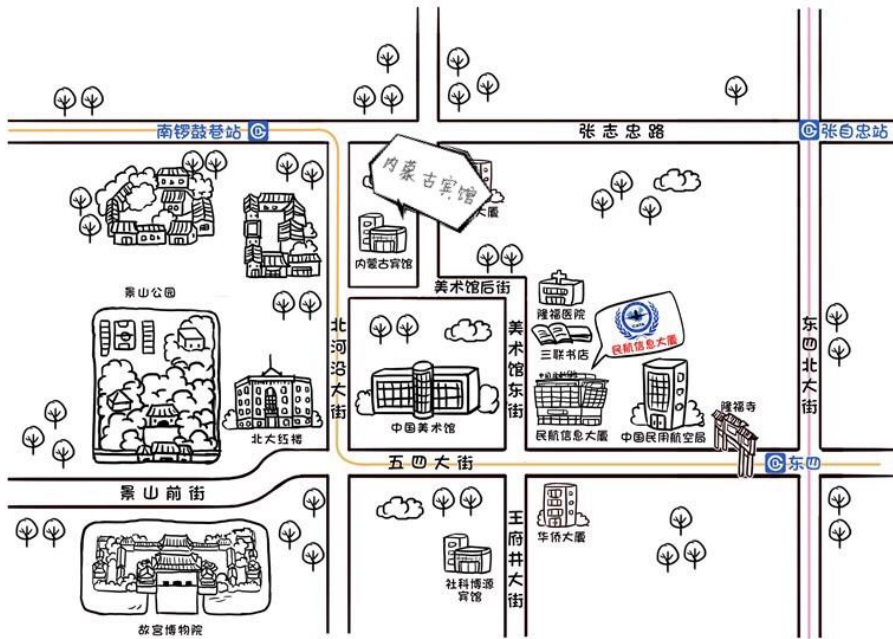 南锣鼓巷站
张志忠路
张自忠站
内蒙古宾馆
大厦
内蒙古宾馆
景山公园
美术馆后街
隆福医院
三联书店
民航信息大厦
北河沿大街
美术馆东街
东四北大街
隆福寺
北大红楼
中国美术馆
民航信息大厦
中国民用航空局
五四大街
东四
景山前街
王府井大街
华侨大厦
社科博源
宾馆
故宫博物院